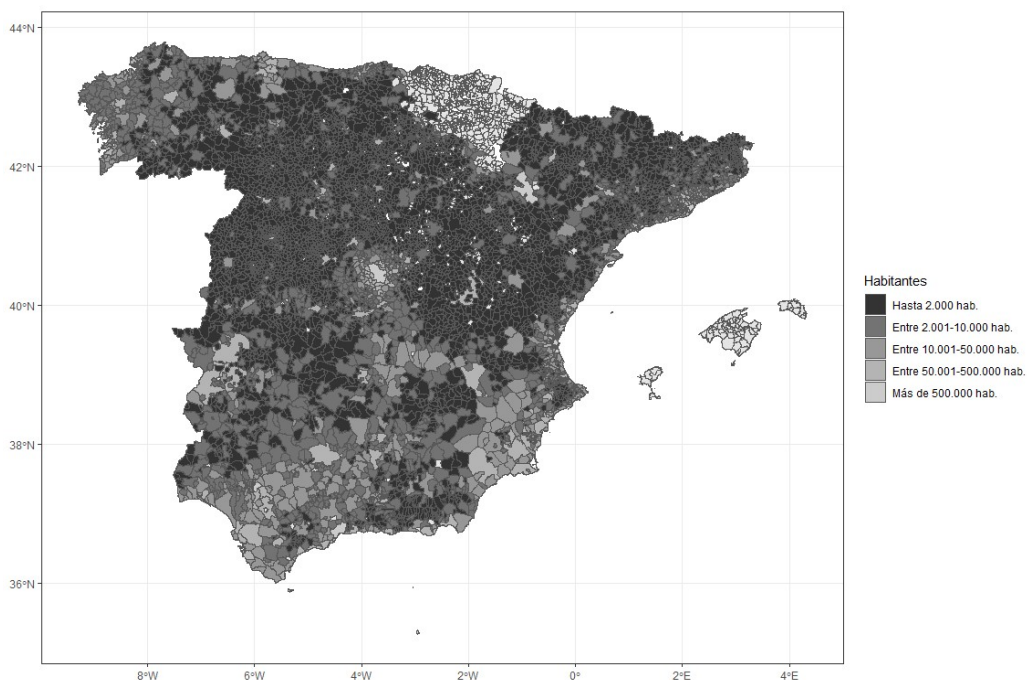 44°N
42°N
40°N
38°N
36°N
8°W
6°W
4°W
2°W
0°
2°E
4°E
Habitantes
Hasta 2.000 hab.
Entre 2.001-10.000 hab.
Entre 10.001-50.000 hab.
Entre 50.001-500.000 hab.
Más de 500.000 hab.